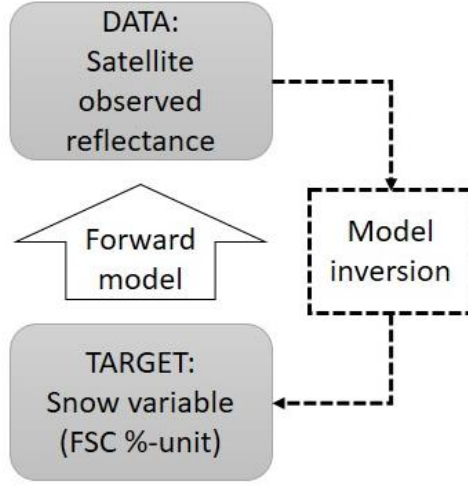 DATA:
Satellite
observed
reflectance
Forward
model
Model
inversion
TARGET:
Snow variable
(FSC %-unit)